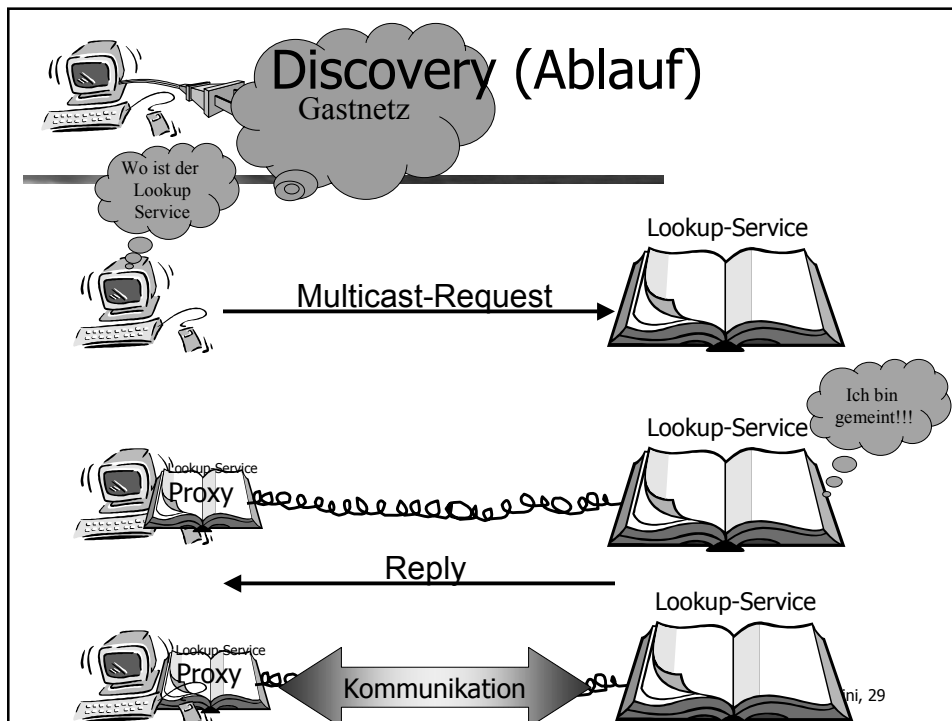 Discovery (Ablauf)
Gastnetz
Wo ist der
Lookup
Service
Lookup-Service
Multicast-Request
Ich bin
gemeint!!!
Lookup-Service
Lookup-Service
Proxy
Reply
Lookup-Service
Lookup-Service
Proxy
Kommunikation
ini, 29